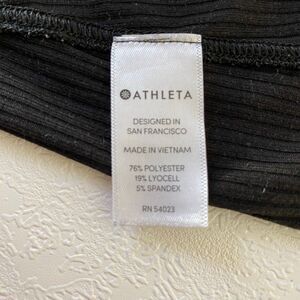 ATHLETA
DESIGNED IN
SAN FRANCISCO
MADE IN VIETNAM
76% POLYESTER
19% LYOCELL
5% SPANDEX
RN 54023